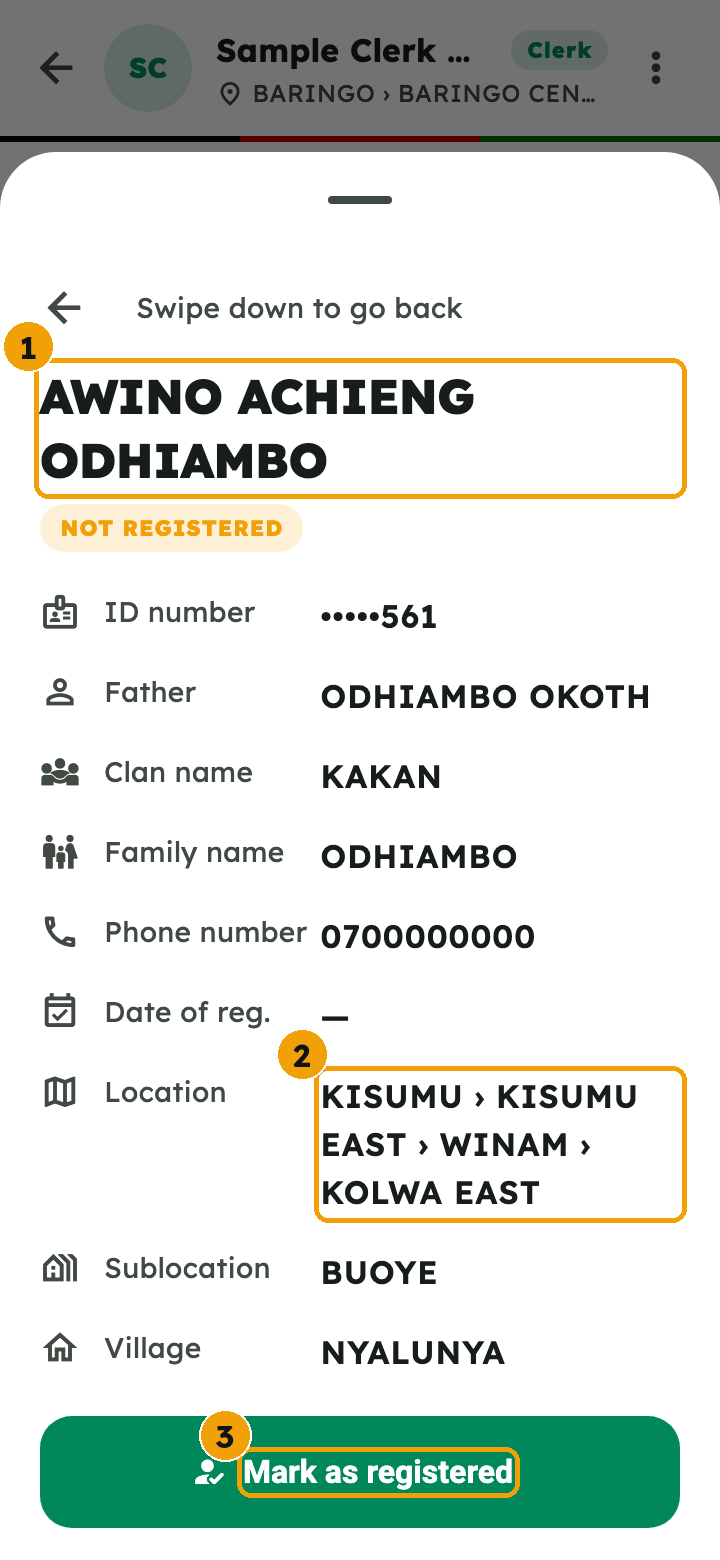 SC
Sample Clerk ...
Clerk
BARINGO › BARINGO CEN...
Swipe down to go back
1
AWINO ACHIENG
ODHIAMBO
NOT REGISTERED
ID number •••••561
Father ODHIAMBO OKOTH
Clan name KAKAN
Family name ODHIAMBO
Phone number 0700000000
Date of reg. —
2
Location KISUMU › KISUMU
EAST › WINAM ›
KOLWA EAST
Sublocation BUOYE
Village NYALUNYA
3
Mark as registered